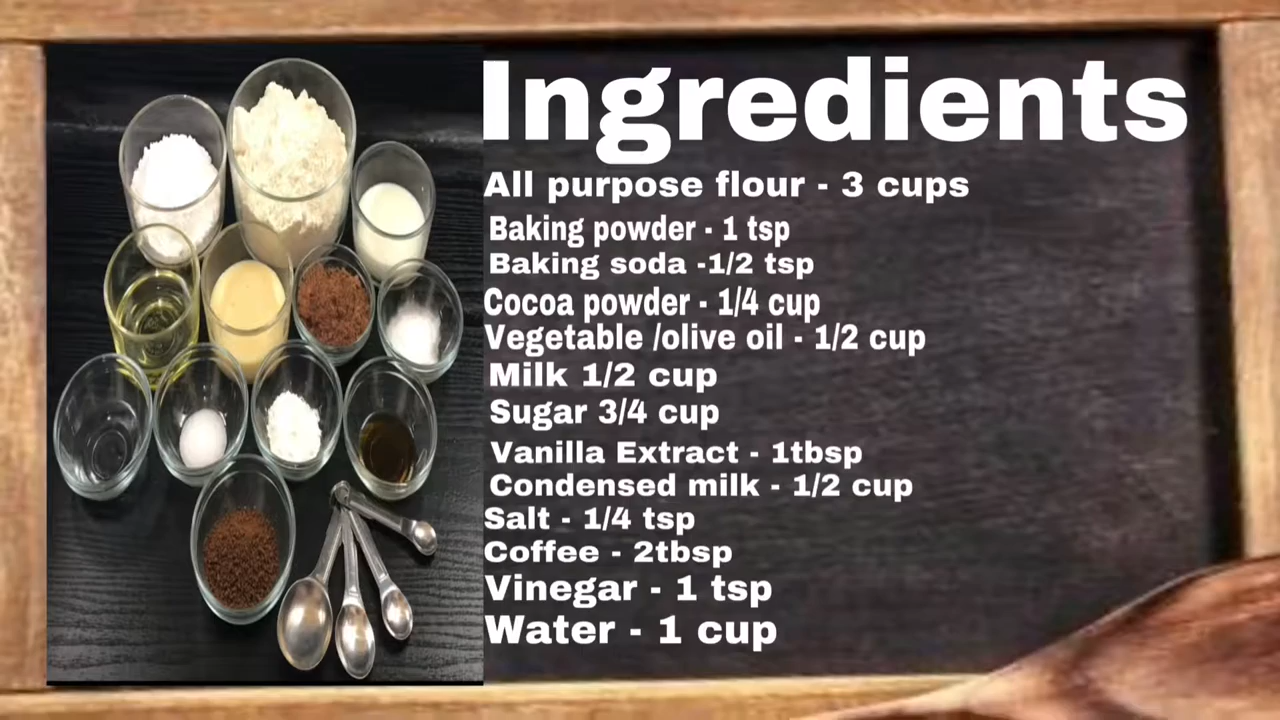 Ingredients
All purpose flour - 3 cups
Baking powder - 1 tsp
Baking soda -1/2 tsp
Cocoa powder - 1/4 cup
Vegetable /olive oil - 1/2 cup
Milk 1/2 cup
Sugar 3/4 cup
Vanilla Extract - 1tbsp
Condensed milk - 1/2 cup
Salt - 1/4 tsp
Coffee - 2tbsp
Vinegar - 1 tsp
Water - 1 cup